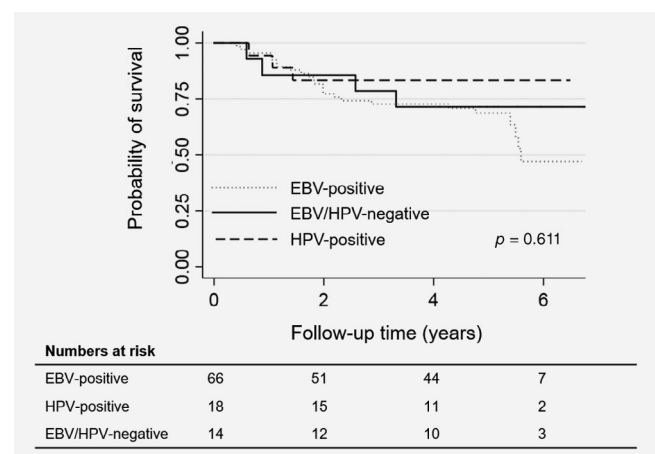 Probability of survival
1.00
0.75
0.50
0.25
0.00
EBV-positive
EBV/HPV-negative
HPV-positive
p = 0.611
0 2 4 6
Follow-up time (years)
Numbers at risk
EBV-positive 66 51 44 7
HPV-positive 18 15 11 2
EBV/HPV-negative 14 12 10 3